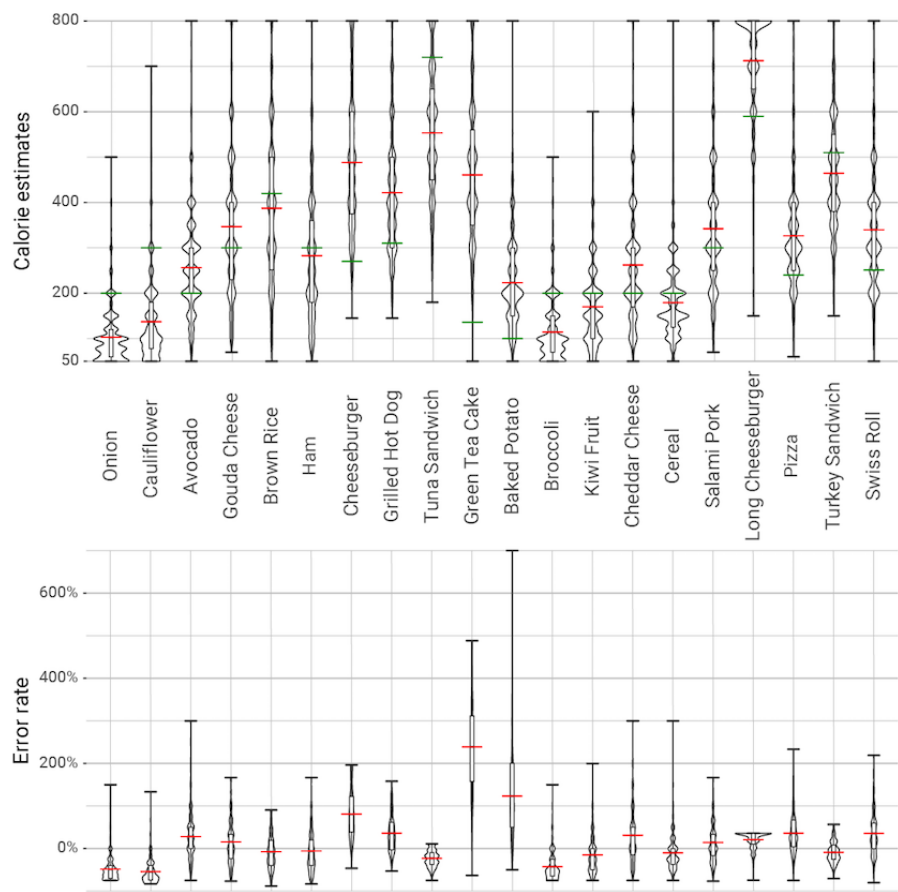 Calorie estimates
800
600
400
200
50
Onion
Cauliflower
Avocado
Gouda Cheese
Brown Rice
Ham
Cheeseburger
Grilled Hot Dog
Tuna Sandwich
Green Tea Cake
Baked Potato
Broccoli
Kiwi Fruit
Cheddar Cheese
Cereal
Salami Pork
Long Cheeseburger
Pizza
Turkey Sandwich
Swiss Roll
Error rate
600%
400%
200%
0%